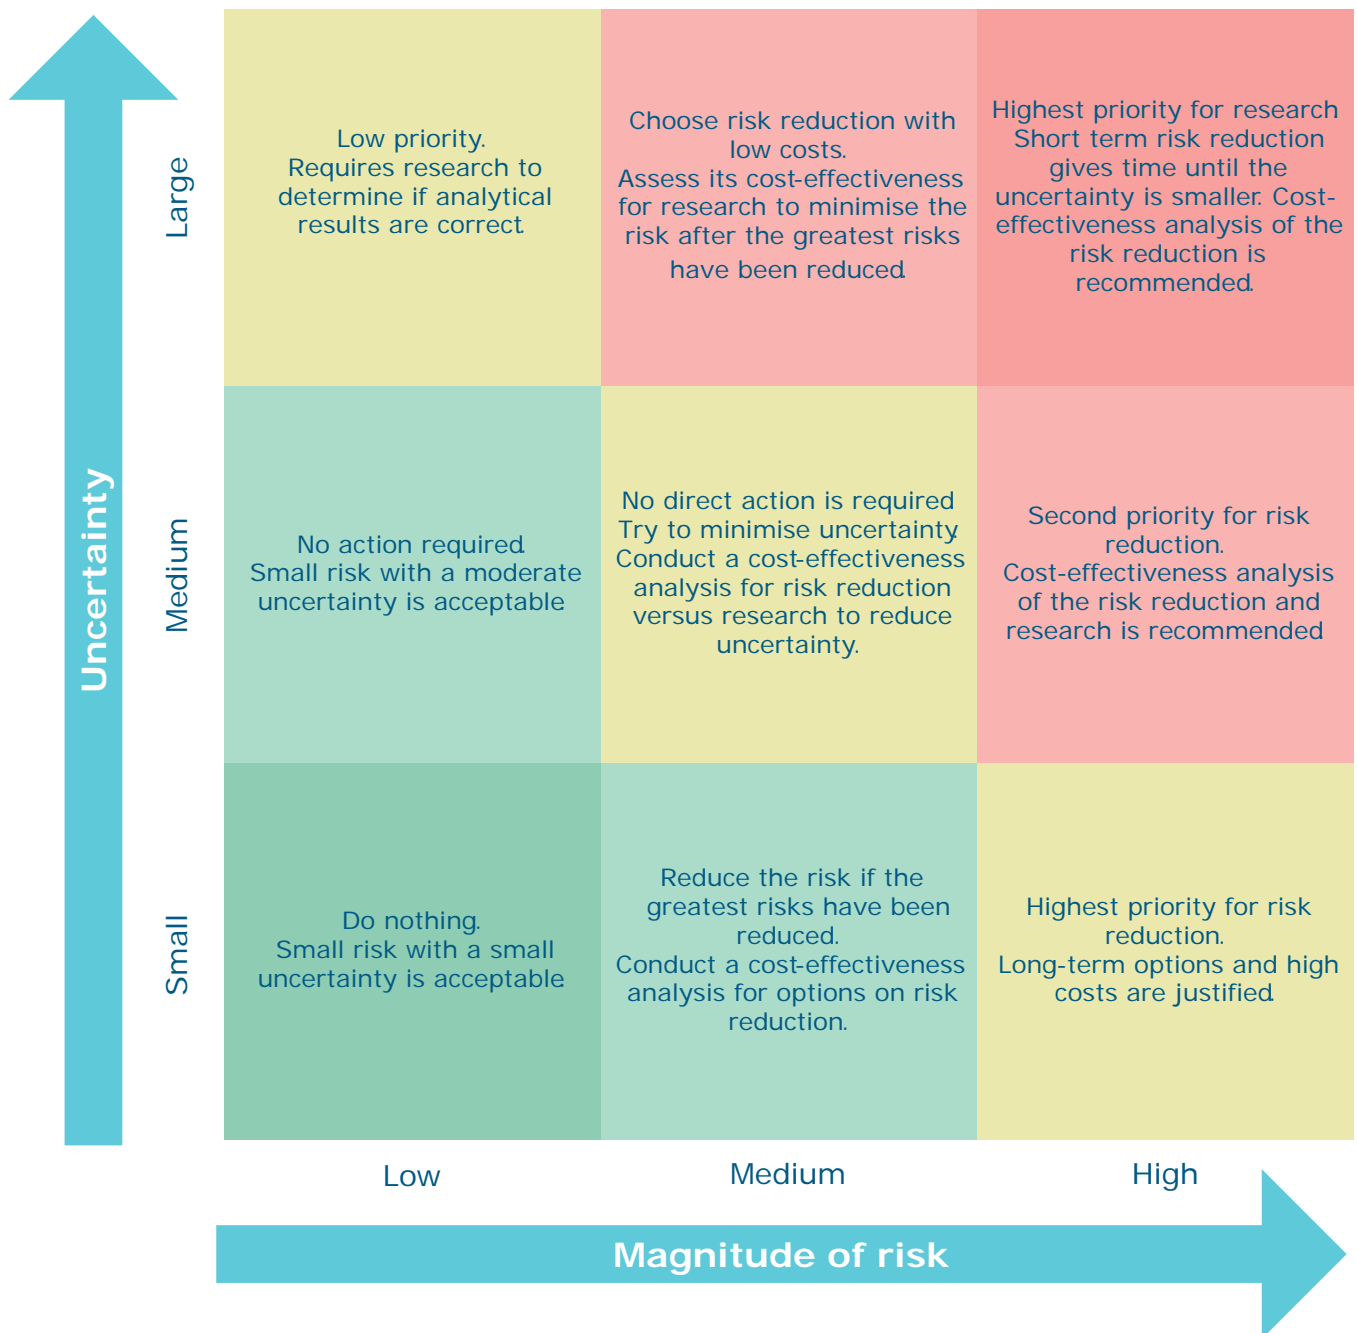 Large
Low priority.
Requires research to
determine if analytical
results are correct.
Choose risk reduction with
low costs.
Assess its cost-effectiveness
for research to minimise the
risk after the greatest risks
have been reduced.
Highest priority for research
Short term risk reduction
gives time until the
uncertainty is smaller. Cost-
effectiveness analysis of the
risk reduction is
recommended.
Uncertainty
Medium
No action required.
Small risk with a moderate
uncertainty is acceptable
No direct action is required
Try to minimise uncertainty.
Conduct a cost-effectiveness
analysis for risk reduction
versus research to reduce
uncertainty.
Second priority for risk
reduction.
Cost-effectiveness analysis
of the risk reduction and
research is recommended
Small
Do nothing.
Small risk with a small
uncertainty is acceptable.
Reduce the risk if the
greatest risks have been
reduced.
Conduct a cost-effectiveness
analysis for options on risk
reduction.
Highest priority for risk
reduction.
Long-term options and high
costs are justified.
Low
Medium
High
Magnitude of risk